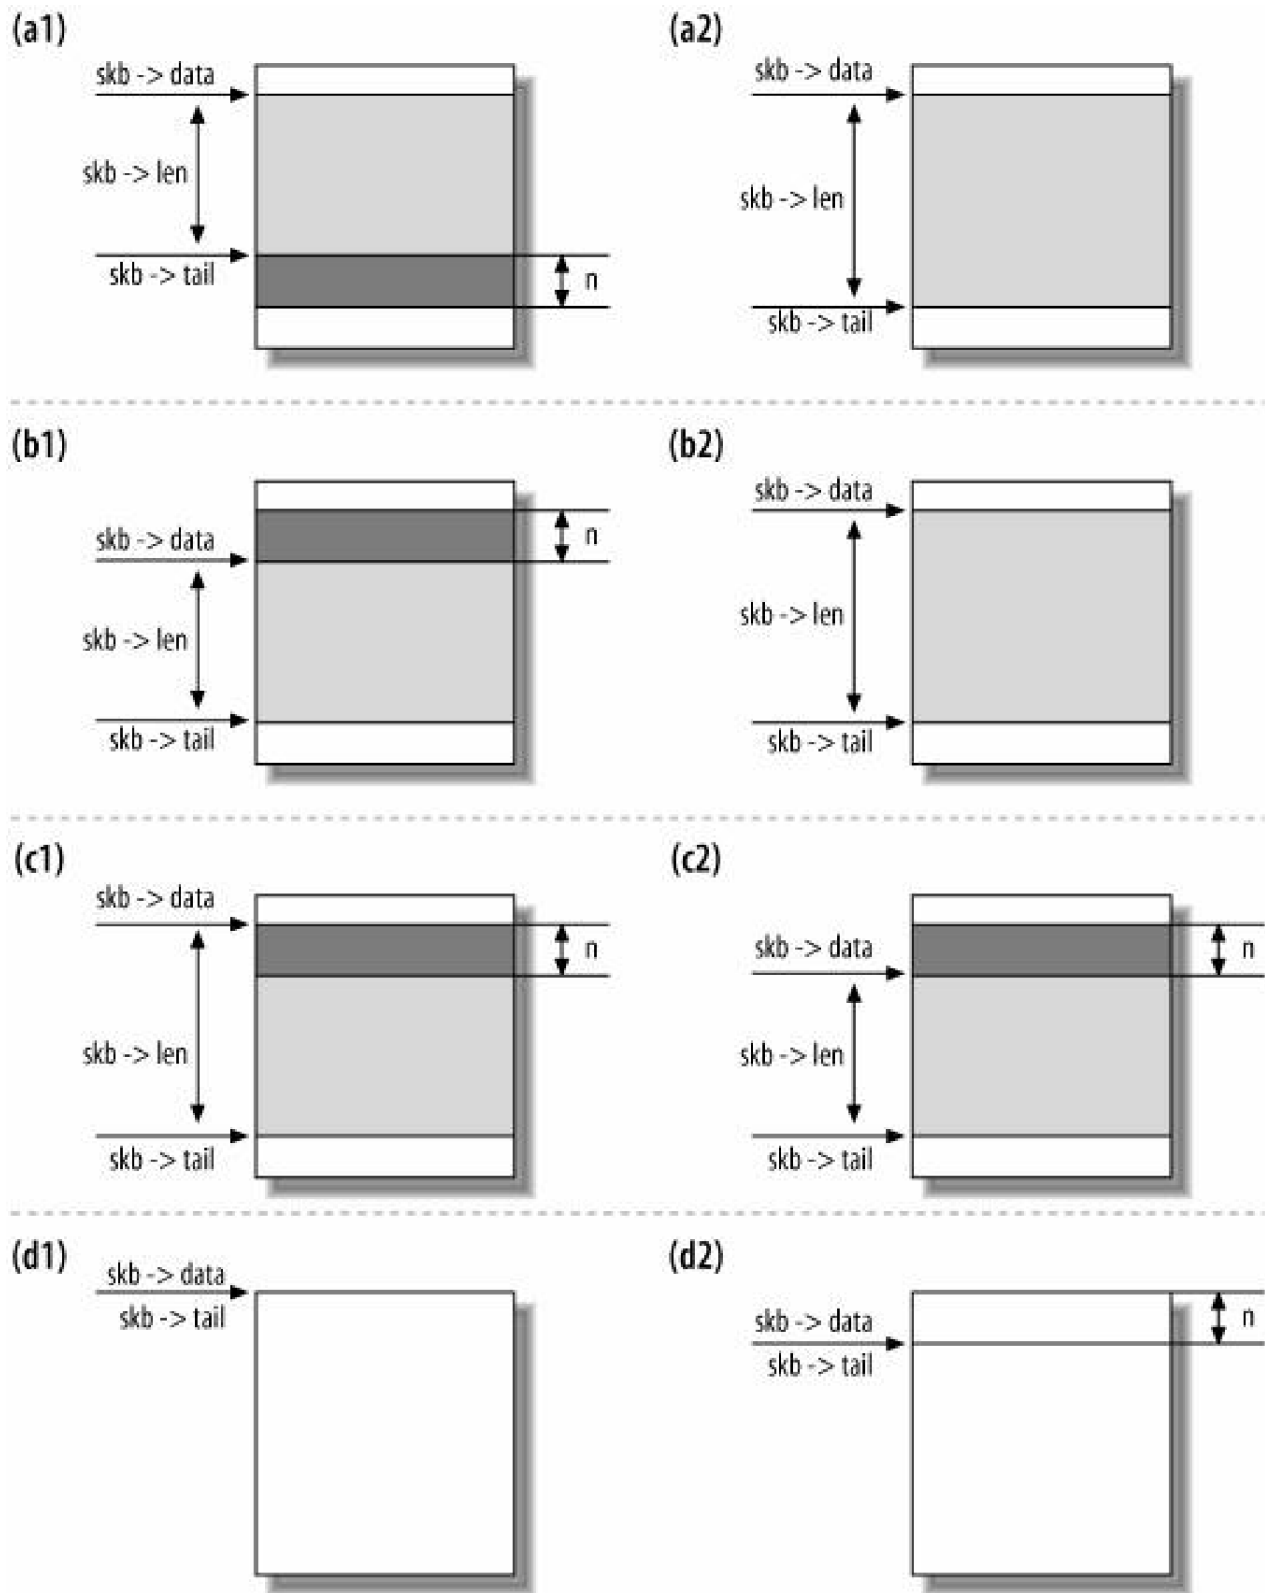 (a1)
skb -> data
skb -> len
skb -> tail
n
(a2)
skb -> data
skb -> len
skb -> tail
(b1)
skb -> data
n
skb -> len
skb -> tail
(b2)
skb -> data
skb -> len
skb -> tail
(c1)
skb -> data
n
skb -> len
skb -> tail
(c2)
skb -> data
n
skb -> len
skb -> tail
(d1)
skb -> data
skb -> tail
(d2)
n
skb -> data
skb -> tail